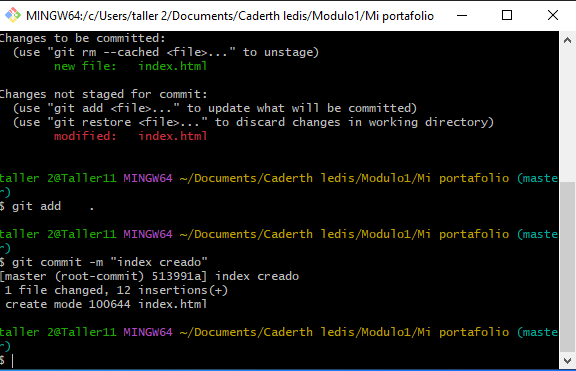 MINGW64:/c/Users/taller 2/Documents/Caderth ledis/Modulo1/Mi portafolio
Changes to be committed:
  (use "git rm --cached <file>..." to unstage)
        new file:   index.html

Changes not staged for commit:
  (use "git add <file>..." to update what will be committed)
  (use "git restore <file>..." to discard changes in working directory)
        modified:   index.html

taller 2@Taller11 MINGW64 ~/Documents/Caderth ledis/Modulo1/Mi portafolio (maste
r)
$ git add    .

taller 2@Taller11 MINGW64 ~/Documents/Caderth ledis/Modulo1/Mi portafolio (maste
r)
$ git commit -m "index creado"
[master (root-commit) 513991a] index creado
 1 file changed, 12 insertions(+)
 create mode 100644 index.html

taller 2@Taller11 MINGW64 ~/Documents/Caderth ledis/Modulo1/Mi portafolio (maste
r)
$